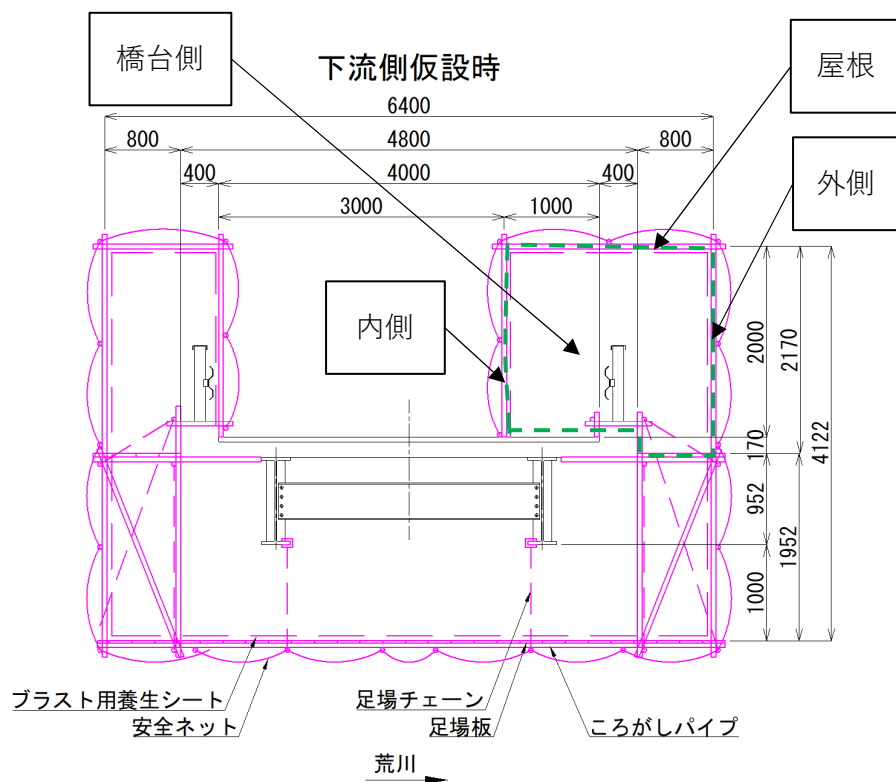 橋台側
下流側仮設時
屋根
6400
800
4800
800
外側
400
4000
400
3000
1000
内側
2000
2170
4122
170
952
1952
1000
ブラスト用養生シート
安全ネット
足場チェーン
足場板
ころがしパイプ
荒川